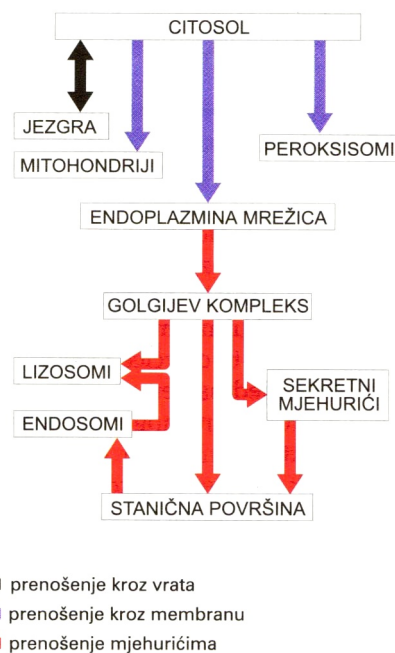 CITOSOL
JEZGRA
MITOHONDRIJI
PEROKSISOMI
ENDOPLAZMINA MREŽICA
GOLGIJEV KOMPLEKS
LIZOSOMI
SEKRETNI
MJEHURIĆI
ENDOSOMI
STANIČNA POVRŠINA
prenošenje kroz vrata
prenošenje kroz membranu
prenošenje mjehurićima